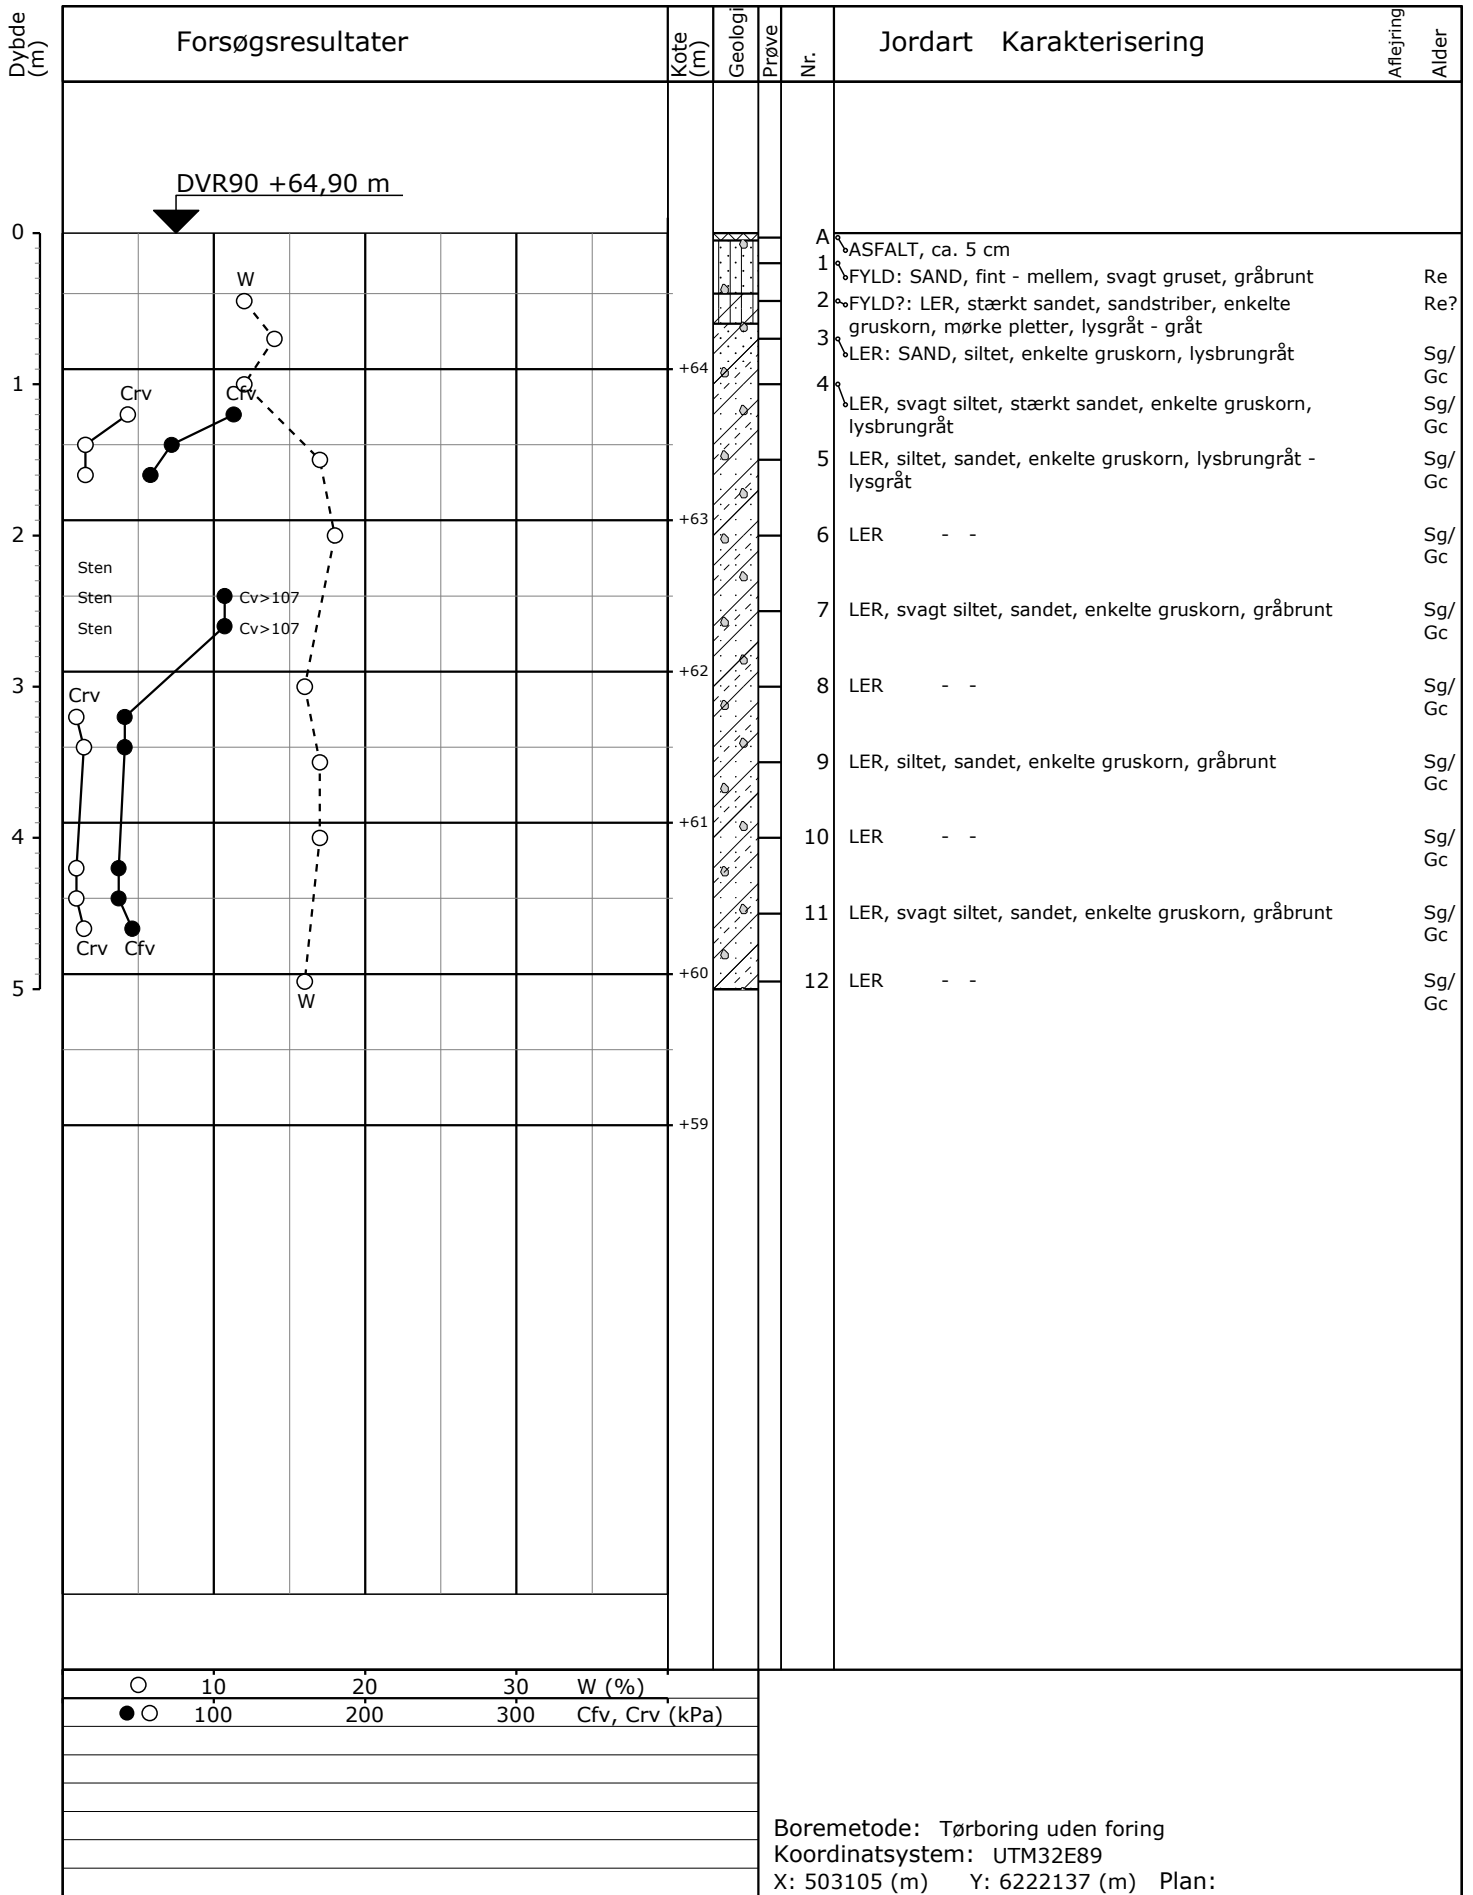 Dybde (m)
Forsøgsresultater
Kote (m)
Geologi
Prøve
Nr.
Jordart Karakterisering
Aflejring
Alder
DVR90 +64,90 m
0
A ASFALT, ca. 5 cm
1 FYLD: SAND, fint - mellem, svagt gruset, gråbrunt Re
W
2 FYLD?: LER, stærkt sandet, sandstriber, enkelte Re?
gruskorn, mørke pletter, lysgråt - gråt
3 LER: SAND, siltet, enkelte gruskorn, lysbrungråt Sg/
Gc
+64
1
Crv Cfv
4 LER, svagt siltet, stærkt sandet, enkelte gruskorn, Sg/
lysbrungråt Gc
5 LER, siltet, sandet, enkelte gruskorn, lysbrungråt - Sg/
lysgråt Gc
+63
2
6 LER - - Sg/
Gc
Sten
Sten Cv>107
7 LER, svagt siltet, sandet, enkelte gruskorn, gråbrunt Sg/
Sten Cv>107 Gc
+62
3
8 LER - - Sg/
Crv Gc
9 LER, siltet, sandet, enkelte gruskorn, gråbrunt Sg/
Gc
+61
4
10 LER - - Sg/
Gc
11 LER, svagt siltet, sandet, enkelte gruskorn, gråbrunt Sg/
Crv Cfv Gc
+60
5
12 LER - - Sg/
W Gc
+59
10 20 30 W (%)
100 200 300 Cfv, Crv (kPa)
Boremetode: Tørboring uden foring
Koordinatsystem: UTM32E89
X: 503105 (m) Y: 6222137 (m) Plan: